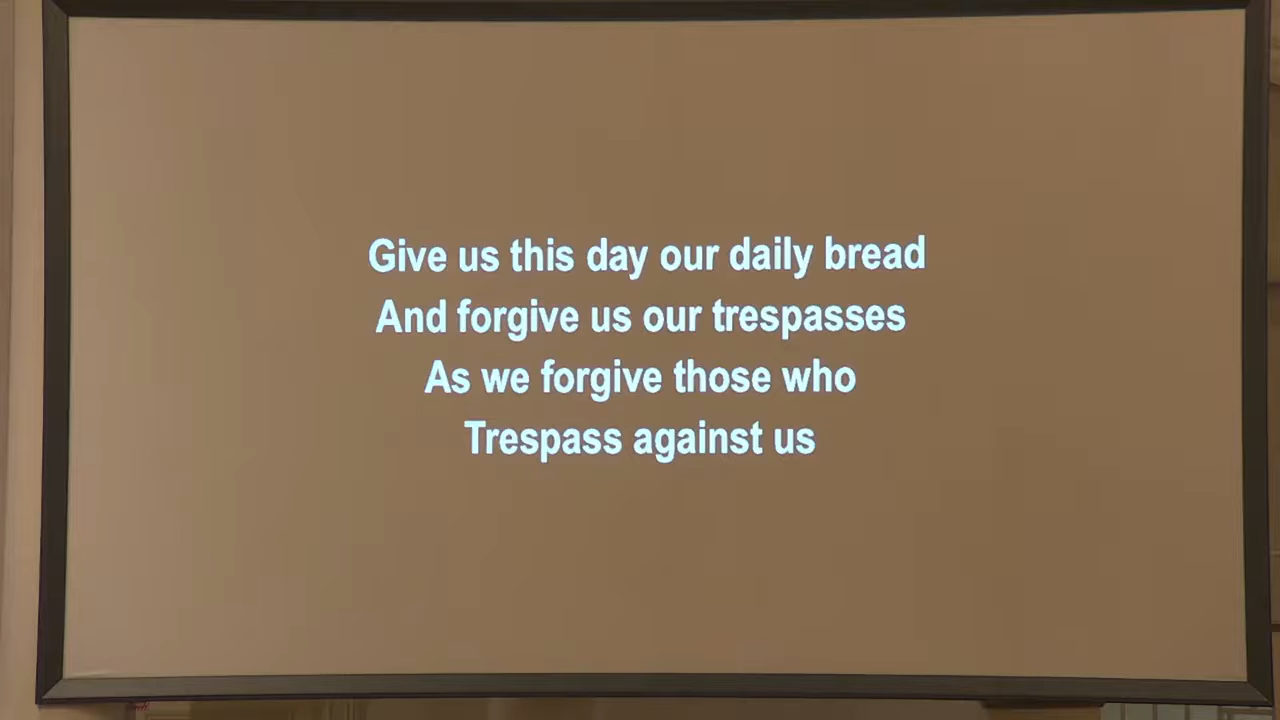 Give us this day our daily bread
And forgive us our trespasses
As we forgive those who
Trespass against us